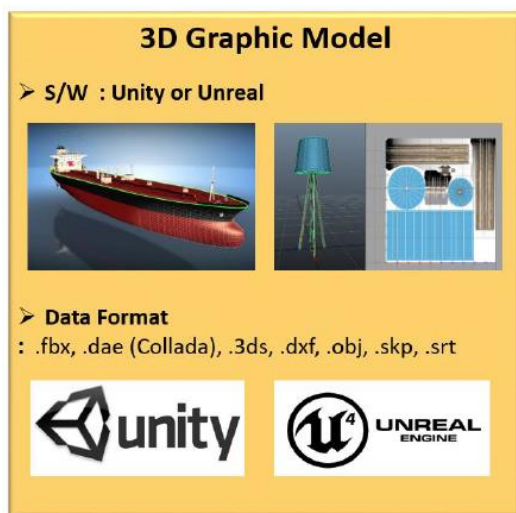 3D Graphic Model
➤ S/W : Unity or Unreal
➤ Data Format
: .fbx, .dae (Collada), .3ds, .dxf, .obj, .skp, .srt
unity
U4 UNREAL
ENGINE